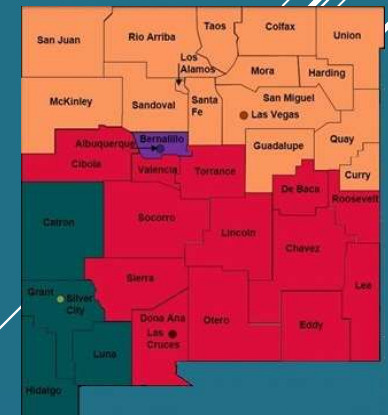 Taos
Colfax
Union
San Juan
Rio Arriba
Los
Alamos
Mora
Harding
McKinley
Sandoval
Santa
Fe
San Miguel
Las Vegas
Quay
Albuquerque
Bernalillo
Guadalupe
Curry
Cibola
Valencia
Torrance
De Baca
Roosevelt
Catron
Socorro
Lincoln
Chavez
Lea
Sierra
Grant
Silver
City
Dona Ana
Las
Cruces
Otero
Eddy
Luna
Hidalgo